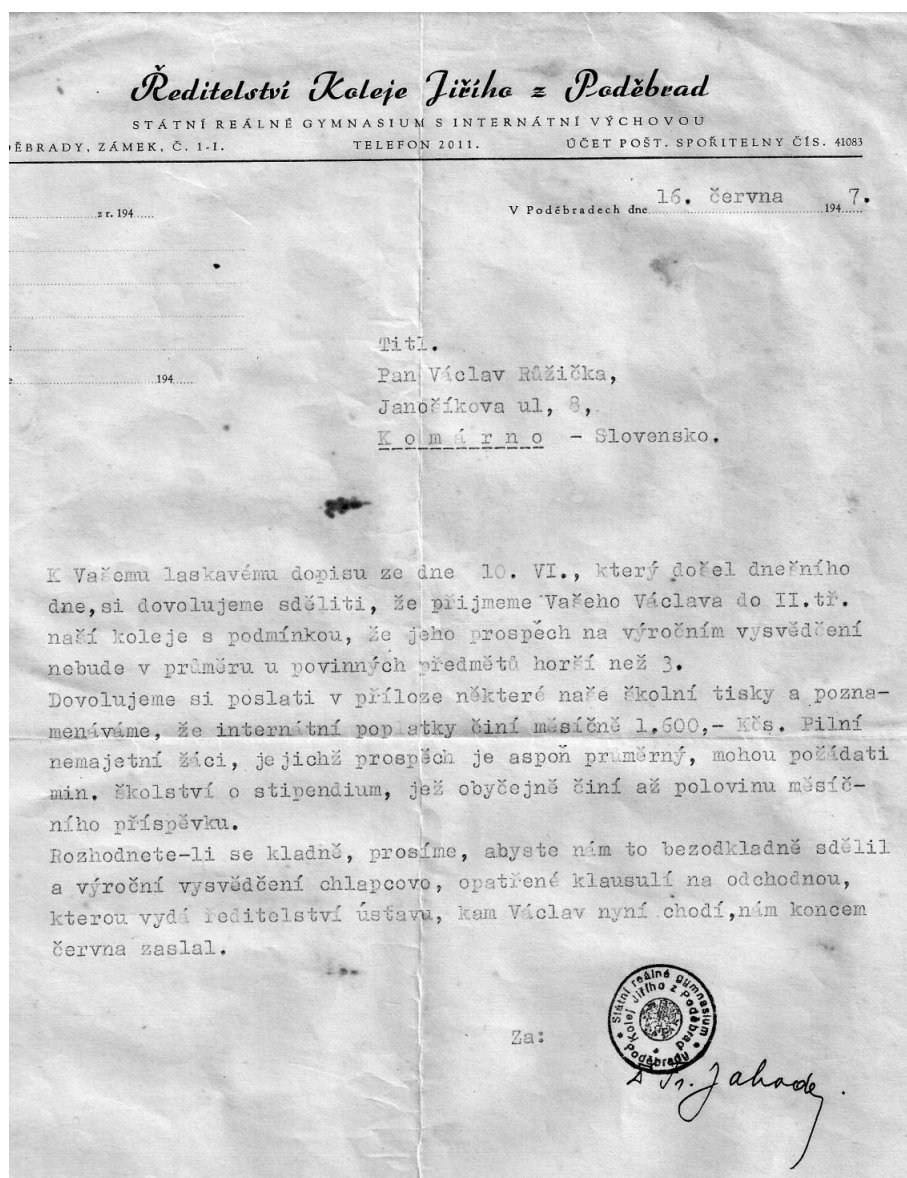 Ředitelství Koleje Jiřího z Poděbrad
STÁTNÍ REÁLNÉ GYMNASIUM S INTERNÁTNÍ VÝCHOVOU
ĚBRADY, ZÁMEK, Č. 1-I. TELEFON 2011. ÚČET POŠT. SPOŘITELNY ČÍS. 41083
z r. 194...... V Poděbradech dne 16. června 1947.
194......
Titl.
Pan Václav Růžička,
Janošíkova ul, 8,
Komárno - Slovensko.
K Vašemu laskavému dopisu ze dne 10. VI., který došel dnešního
dne,si dovolujeme sděliti, že přijmeme Vašeho Václava do II.tř.
naší koleje s podmínkou, že jeho prospěch na výročním vysvědčení
nebude v průměru u povinných předmětů horší než 3.
Dovolujeme si poslati v příloze některé naše školní tisky a pozna-
menáváme, že internátní poplatky činí měsíčně 1.600,- Kčs. Pilní
nemajetní žáci, jejichž prospěch je aspoň průměrný, mohou požádati
min. školství o stipendium, jež obyčejně činí až polovinu měsíč-
ního příspěvku.
Rozhodnete-li se kladně, prosíme, abyste nám to bezodkladně sdělil
a výroční vysvědčení chlapcovo, opatřené klausulí na odchodnou,
kterou vydá ředitelství ústavu, kam Václav nyní chodí,nám koncem
června zaslal.
Státní reálné gymnasium
Kolej Jiřího z Poděbrad
Poděbrady
Za:
Jahoda.